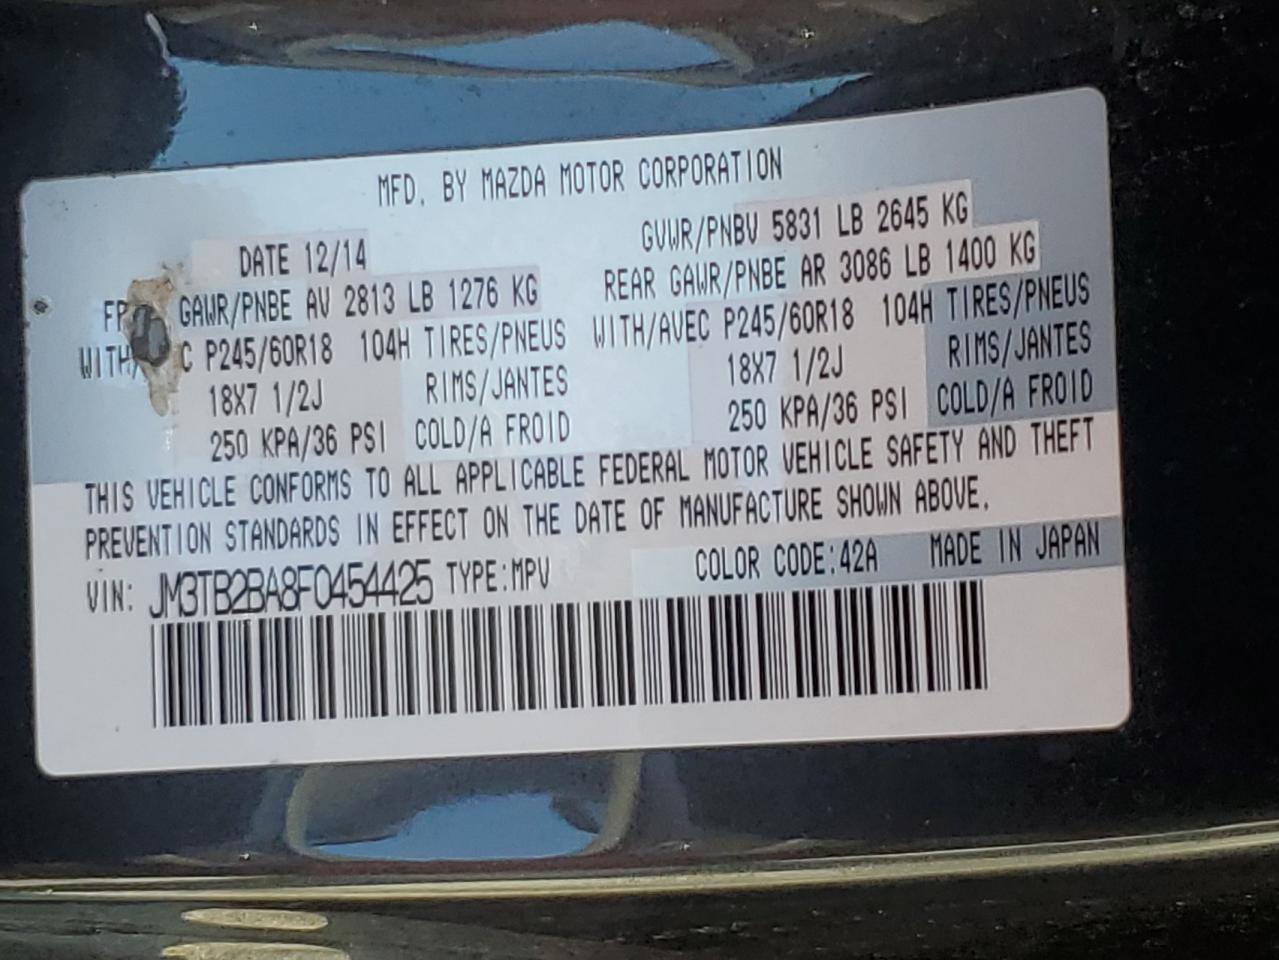 MFD. BY MAZDA MOTOR CORPORATION
DATE 12/14 GVWR/PNBV 5831 LB 2645 KG
GAWR/PNBE AV 2813 LB 1276 KG REAR GAWR/PNBE AR 3086 LB 1400 KG
P245/60R18 104H TIRES/PNEUS WITH/AVEC P245/60R18 104H TIRES/PNEUS
18X7 1/2J RIMS/JANTES 18X7 1/2J RIMS/JANTES
250 KPA/36 PSI COLD/A FROID 250 KPA/36 PSI COLD/A FROID
THIS VEHICLE CONFORMS TO ALL APPLICABLE FEDERAL MOTOR VEHICLE SAFETY AND THEFT
PREVENTION STANDARDS IN EFFECT ON THE DATE OF MANUFACTURE SHOWN ABOVE.
VIN: JM3TB2BA8F0454425 TYPE:MPV COLOR CODE:42A MADE IN JAPAN